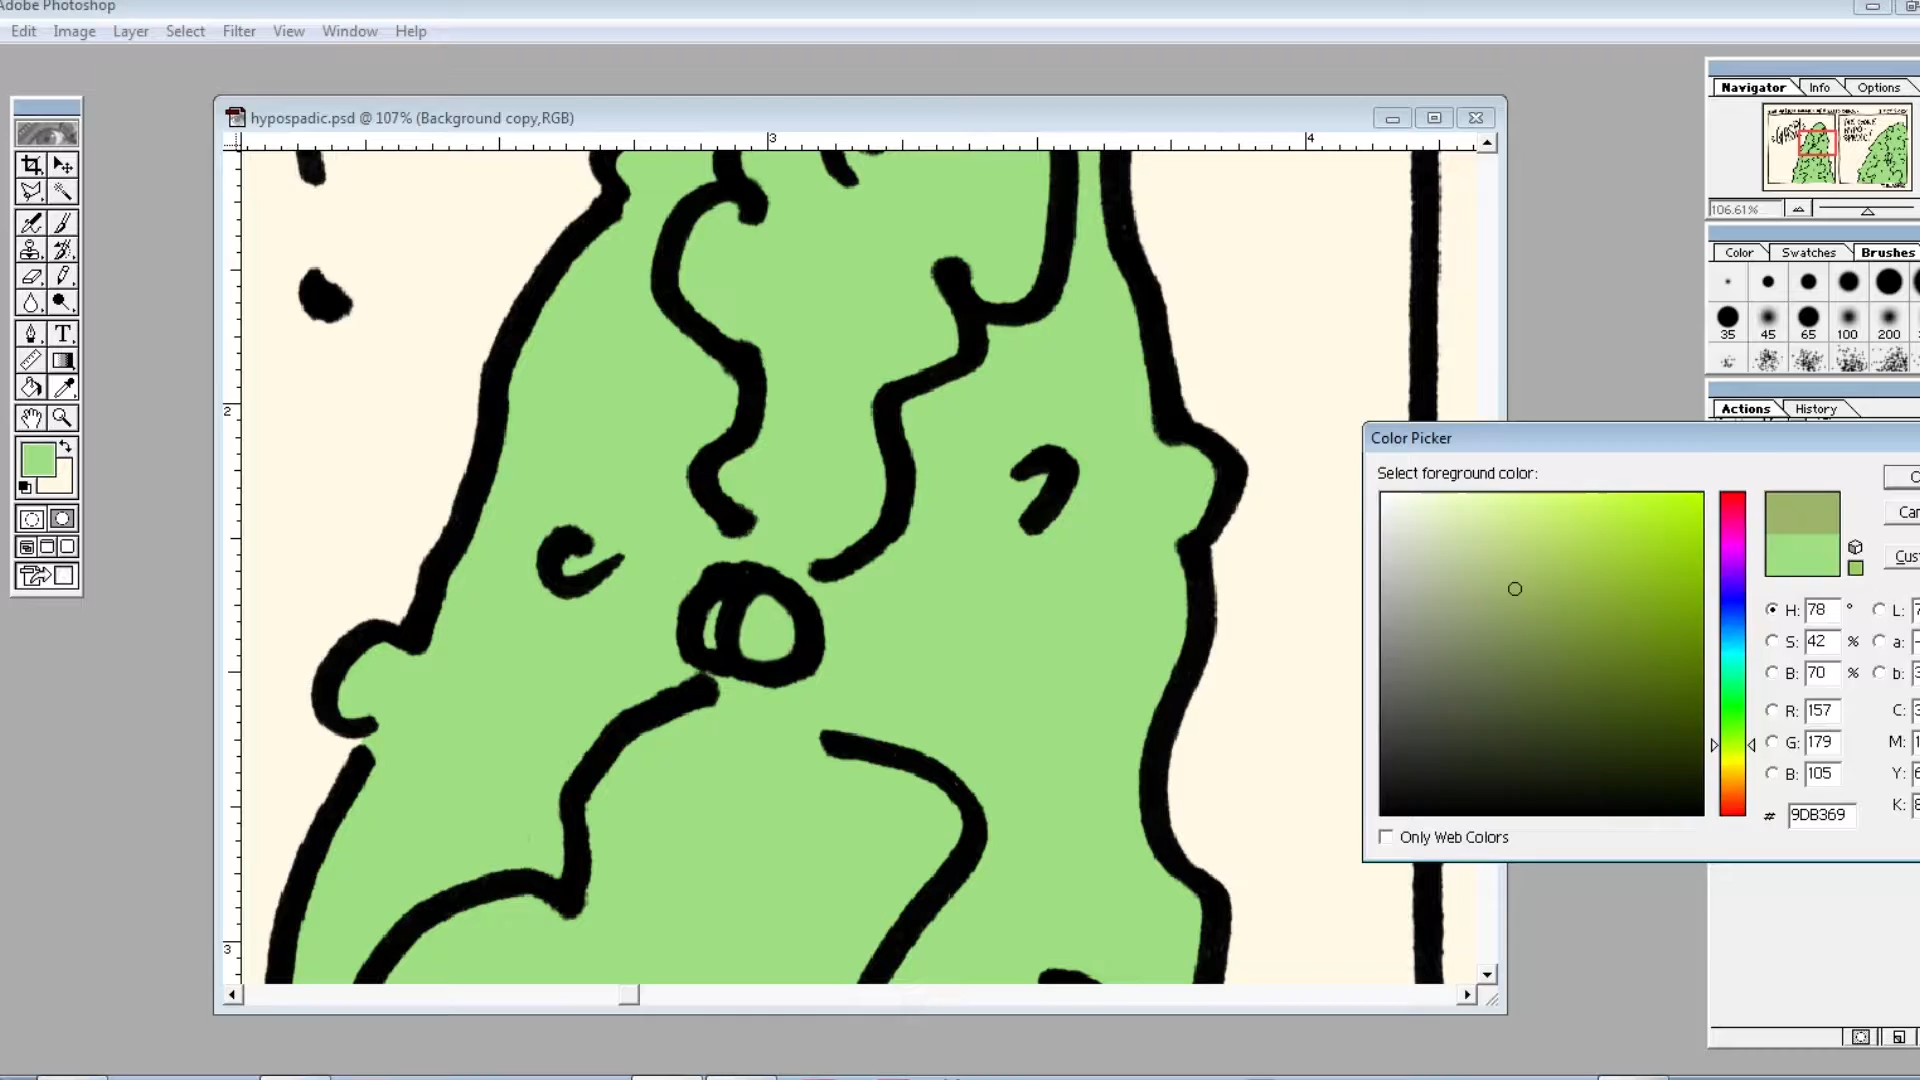 Adobe Photoshop
Edit Image Layer Select Filter View Window Help
hypospadic.psd @ 107% (Background copy,RGB)
3 4
2
3
Navigator Info Options
106.61%
Color Swatches Brushes
35 45 65 100 200
Actions History
Color Picker
Select foreground color:
H: 78 ° L:
S: 42 % a:
B: 70 % b:
R: 157 C:
G: 179 M:
B: 105 Y:
K:
# 9DB369
Only Web Colors